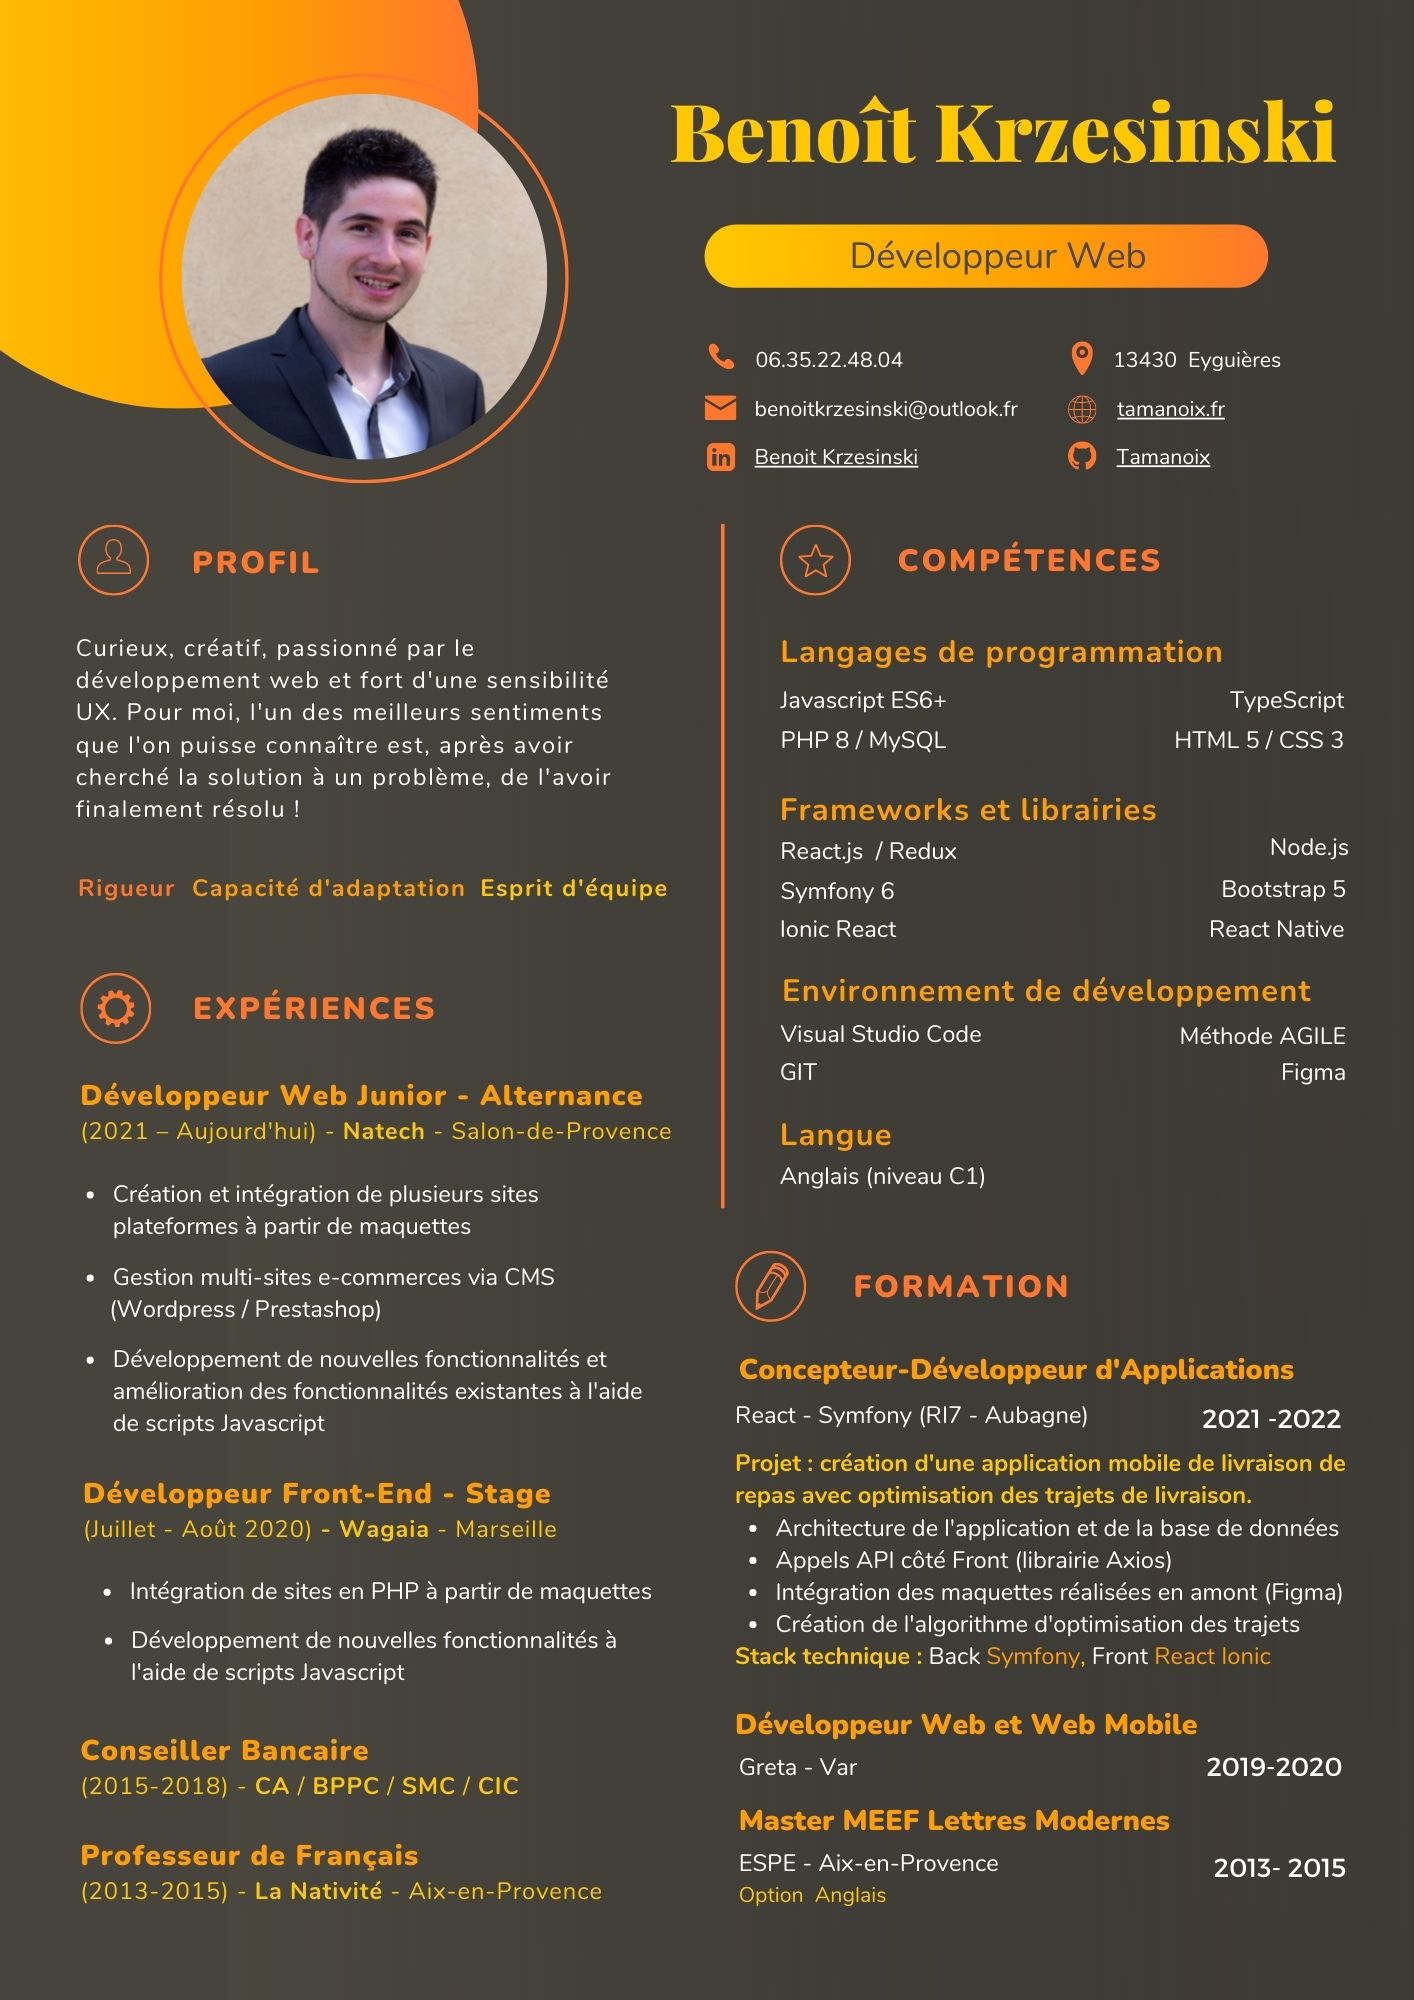 Benoît Krzesinski
Développeur Web
06.35.22.48.04
13430 Eyguières
benoitkrzesinski@outlook.fr
tamanoix.fr
Benoit Krzesinski
Tamanoix
PROFIL
Curieux, créatif, passionné par le
développement web et fort d'une sensibilité
UX. Pour moi, l'un des meilleurs sentiments
que l'on puisse connaître est, après avoir
cherché la solution à un problème, de l'avoir
finalement résolu !
Rigueur Capacité d'adaptation Esprit d'équipe
EXPÉRIENCES
Développeur Web Junior - Alternance
(2021 – Aujourd'hui) - Natech - Salon-de-Provence
• Création et intégration de plusieurs sites
plateformes à partir de maquettes
• Gestion multi-sites e-commerces via CMS
(Wordpress / Prestashop)
• Développement de nouvelles fonctionnalités et
amélioration des fonctionnalités existantes à l'aide
de scripts Javascript
Développeur Front-End - Stage
(Juillet - Août 2020) - Wagaia - Marseille
• Intégration de sites en PHP à partir de maquettes
• Développement de nouvelles fonctionnalités à
l'aide de scripts Javascript
Conseiller Bancaire
(2015-2018) - CA / BPPC / SMC / CIC
Professeur de Français
(2013-2015) - La Nativité - Aix-en-Provence
COMPÉTENCES
Langages de programmation
Javascript ES6+ TypeScript
PHP 8 / MySQL HTML 5 / CSS 3
Frameworks et librairies
React.js / Redux Node.js
Symfony 6 Bootstrap 5
Ionic React React Native
Environnement de développement
Visual Studio Code Méthode AGILE
GIT Figma
Langue
Anglais (niveau C1)
FORMATION
Concepteur-Développeur d'Applications
React - Symfony (RI7 - Aubagne) 2021 -2022
Projet : création d'une application mobile de livraison de
repas avec optimisation des trajets de livraison.
• Architecture de l'application et de la base de données
• Appels API côté Front (librairie Axios)
• Intégration des maquettes réalisées en amont (Figma)
• Création de l'algorithme d'optimisation des trajets
Stack technique : Back Symfony, Front React Ionic
Développeur Web et Web Mobile
Greta - Var 2019-2020
Master MEEF Lettres Modernes
ESPE - Aix-en-Provence 2013- 2015
Option Anglais